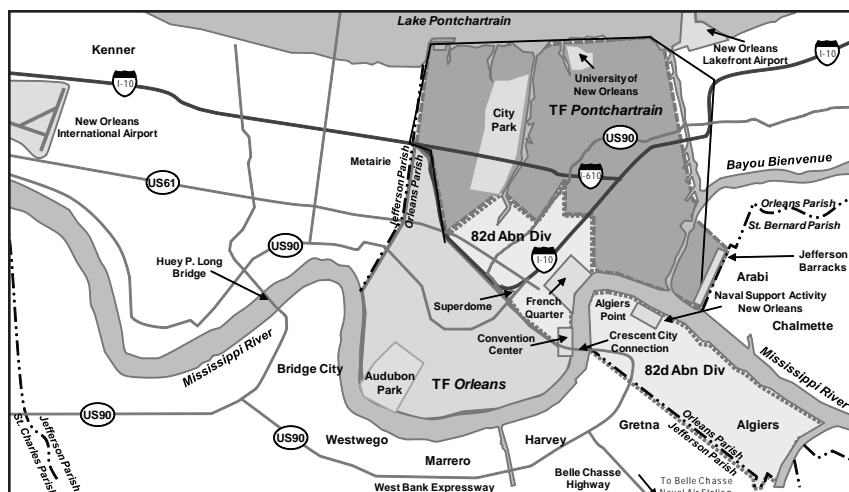 Lake Pontchartrain
Kenner
New Orleans
Lakefront Airport
I-10
I-10
University of
New Orleans
New Orleans
International Airport
City
Park
TF Pontchartrain
US90
Metairie
Jefferson Parish
Orleans Parish
Bayou Bienvenue
I-610
US61
Orleans Parish
St. Bernard Parish
82d Abn Div
US90
Huey P. Long
Bridge
I-10
Jefferson
Barracks
Arabi
Superdome
French
Quarter
Algiers
Point
Naval Support Activity
New Orleans
Chalmette
Convention
Center
Crescent City
Connection
Mississippi River
Bridge City
Audubon
Park
TF Orleans
82d Abn Div
Mississippi River
US90
St. Charles Parish
Jefferson Parish
US90
Westwego
Harvey
Gretna
Orleans Parish
Jefferson Parish
Algiers
Marrero
Belle Chasse
Highway
West Bank Expressway
To Belle Chasse
Naval Air Station